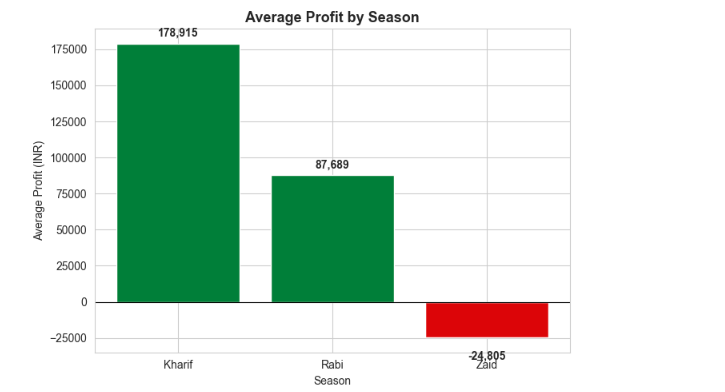 Average Profit by Season
178,915
87,689
-24,805
175000
150000
125000
100000
75000
50000
25000
0
−25000
Average Profit (INR)
Kharif
Rabi
Zaid
Season